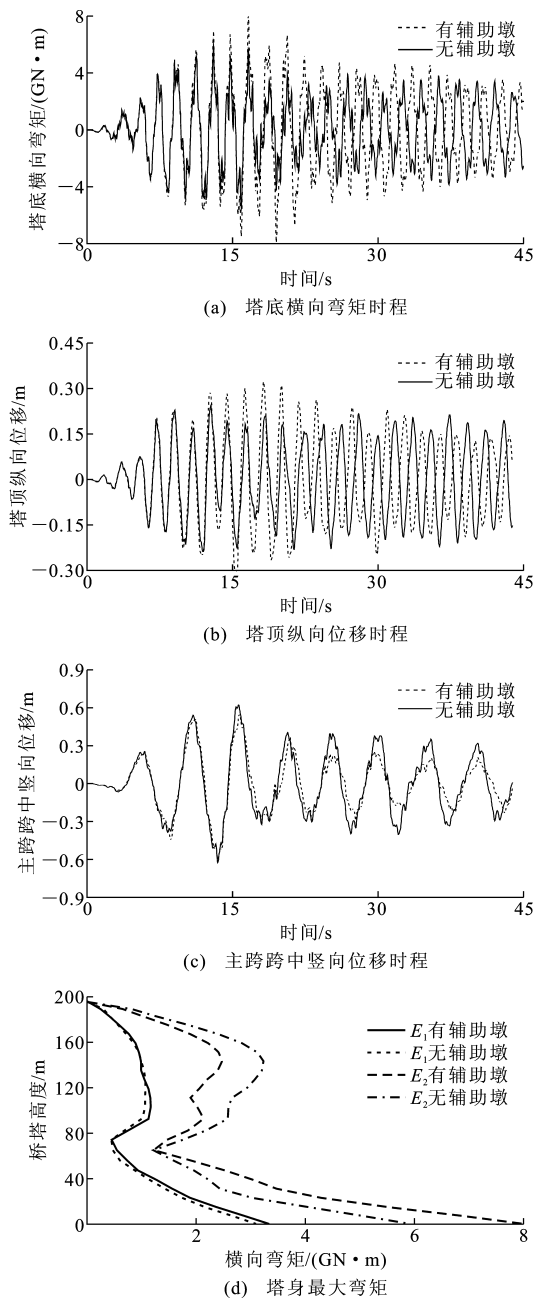 8
4
0
−4
−8
塔底横向弯矩/(GN·m)
有辅助墩
无辅助墩
0 15 30 45
时间/s
(a) 塔底横向弯矩时程
0.45
0.30
0.15
0
−0.15
−0.30
塔顶纵向位移/m
有辅助墩
无辅助墩
0 15 30 45
时间/s
(b) 塔顶纵向位移时程
0.9
0.6
0.3
0
−0.3
−0.6
−0.9
主跨跨中竖向位移/m
有辅助墩
无辅助墩
0 15 30 45
时间/s
(c) 主跨跨中竖向位移时程
200
160
120
80
40
0
桥塔高度/m
E₁有辅助墩
E₁无辅助墩
E₂有辅助墩
E₂无辅助墩
2 4 6 8
横向弯矩/(GN·m)
(d) 塔身最大弯矩